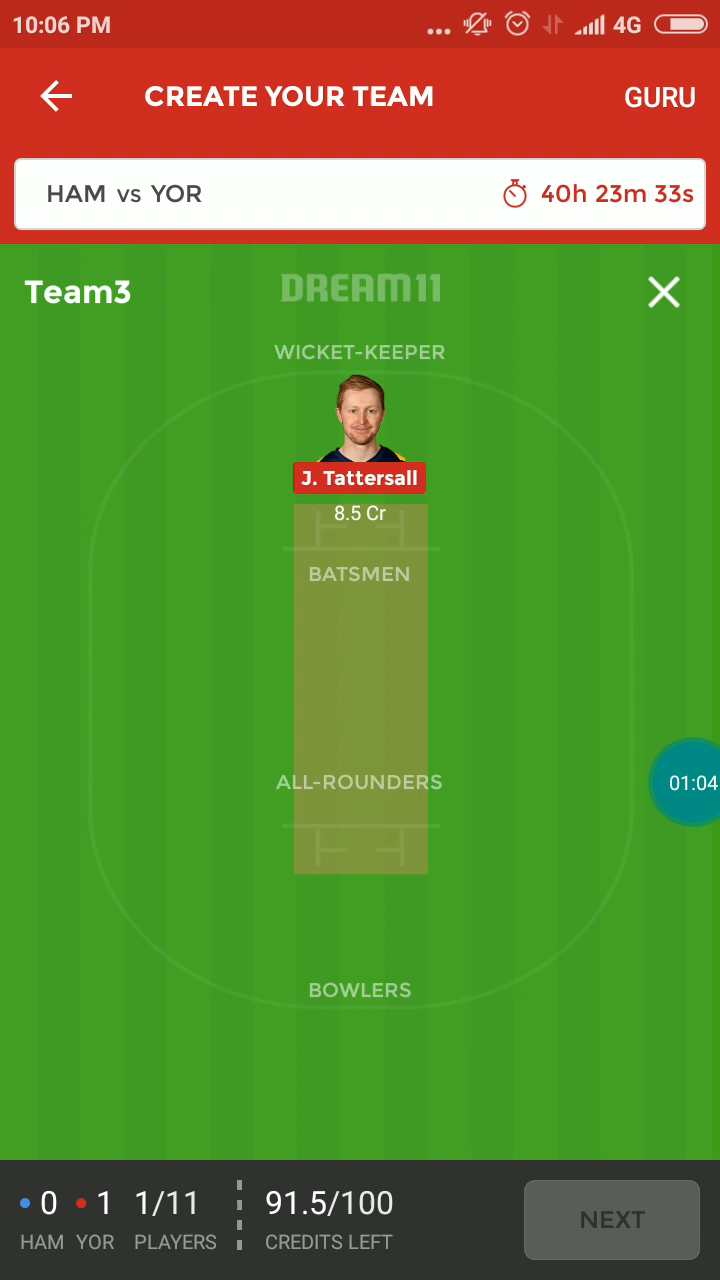 10:06 PM 4G
CREATE YOUR TEAM GURU
HAM vs YOR 40h 23m 33s
Team3 DREAM11
WICKET-KEEPER
J. Tattersall
8.5 Cr
BATSMEN
ALL-ROUNDERS
01:04
BOWLERS
0 1 1/11 91.5/100
HAM YOR PLAYERS CREDITS LEFT
NEXT